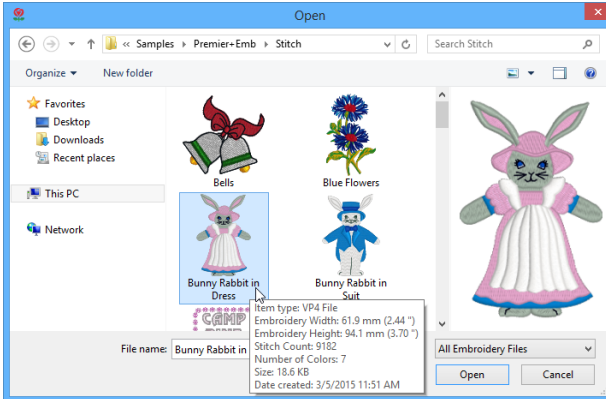 Open
« Samples ▸ Premier+Emb ▸ Stitch
Search Stitch
Organize
New folder
Favorites
Desktop
Downloads
Recent places
This PC
Network
Bells
Blue Flowers
Bunny Rabbit in
Dress
Bunny Rabbit in
Suit
CAMP
Item type: VP4 File
Embroidery Width: 61.9 mm (2.44 ")
Embroidery Height: 94.1 mm (3.70 ")
Stitch Count: 9182
Number of Colors: 7
Size: 18.6 KB
Date created: 3/5/2015 11:51 AM
File name:
Bunny Rabbit in
All Embroidery Files
Open
Cancel